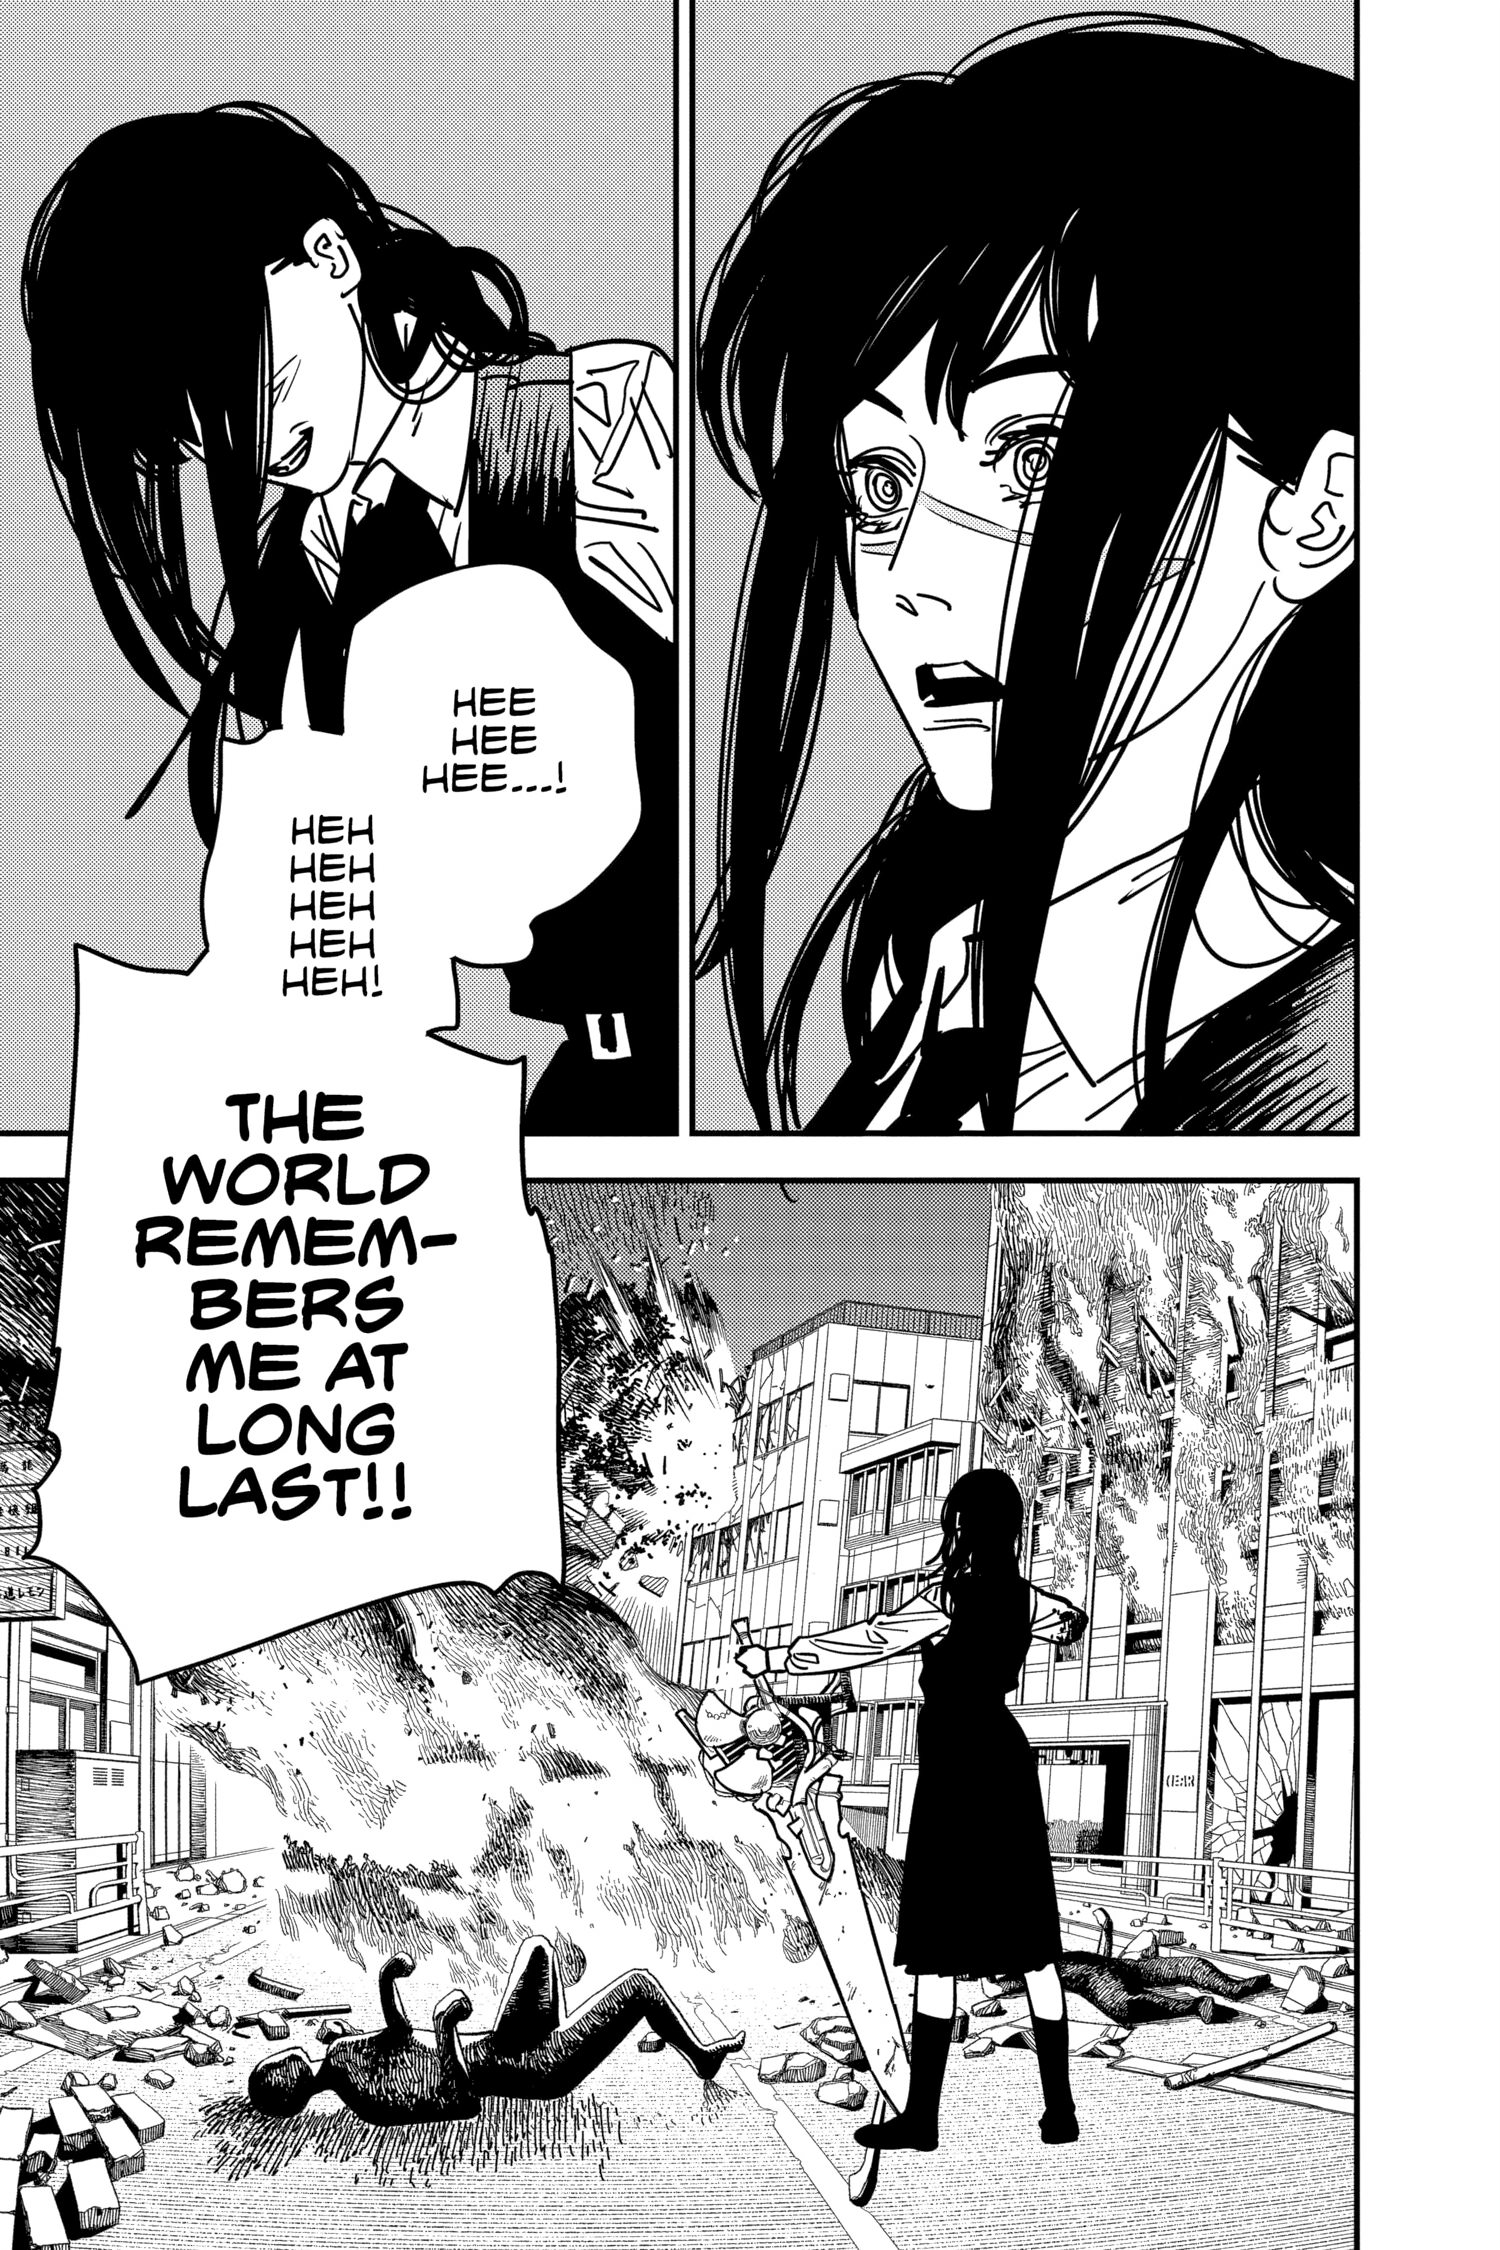 HEE
HEE
HEE...!
HEH
HEH
HEH
HEH
HEH!
THE
WORLD
REMEM-
BERS
ME AT
LONG
LAST!!